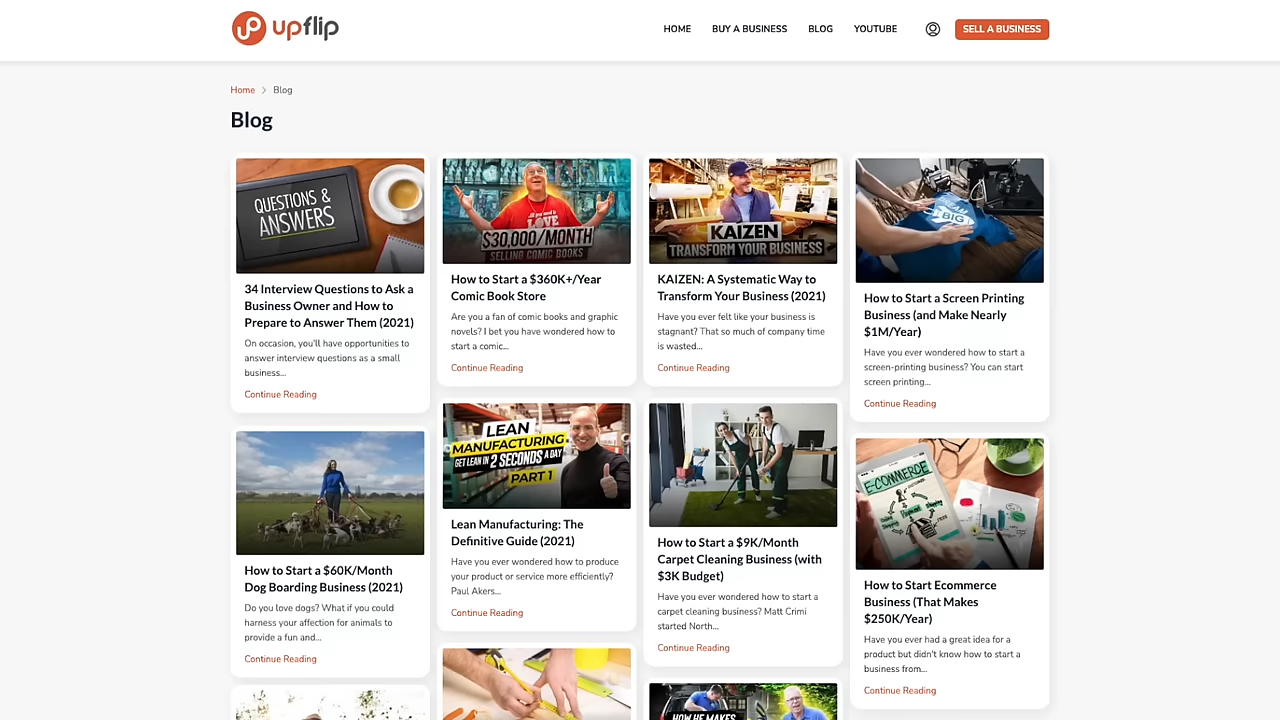 upflip
HOME
BUY A BUSINESS
BLOG
YOUTUBE
SELL A BUSINESS
Home
Blog
Blog
QUESTIONS &
ANSWERS
34 Interview Questions to Ask a
Business Owner and How to
Prepare to Answer Them (2021)
On occasion, you'll have opportunities to
answer interview questions as a small
business...
Continue Reading
How to Start a $60K/Month
Dog Boarding Business (2021)
Do you love dogs? What if you could
harness your affection for animals to
provide a fun and...
Continue Reading
LOVE
$30,000/MONTH
SELLING COMIC BOOKS
How to Start a $360K+/Year
Comic Book Store
Are you a fan of comic books and graphic
novels? I bet you have wondered how to
start a comic...
Continue Reading
LEAN
MANUFACTURING
GET LEAN IN 2 SECONDS A DAY
PART 1
Lean Manufacturing: The
Definitive Guide (2021)
Have you ever wondered how to produce
your product or service more efficiently?
Paul Akers...
Continue Reading
KAIZEN
TRANSFORM YOUR BUSINESS
KAIZEN: A Systematic Way to
Transform Your Business (2021)
Have you ever felt like your business is
stagnant? That so much of company time
is wasted...
Continue Reading
How to Start a $9K/Month
Carpet Cleaning Business (with
$3K Budget)
Have you ever wondered how to start a
carpet cleaning business? Matt Crimi
started North...
Continue Reading
HOW HE MAKES
BIG
How to Start a Screen Printing
Business (and Make Nearly
$1M/Year)
Have you ever wondered how to start a
screen-printing business? You can start
screen printing...
Continue Reading
E-COMMERCE
How to Start Ecommerce
Business (That Makes
$250K/Year)
Have you ever had a great idea for a
product but didn't know how to start a
business from...
Continue Reading